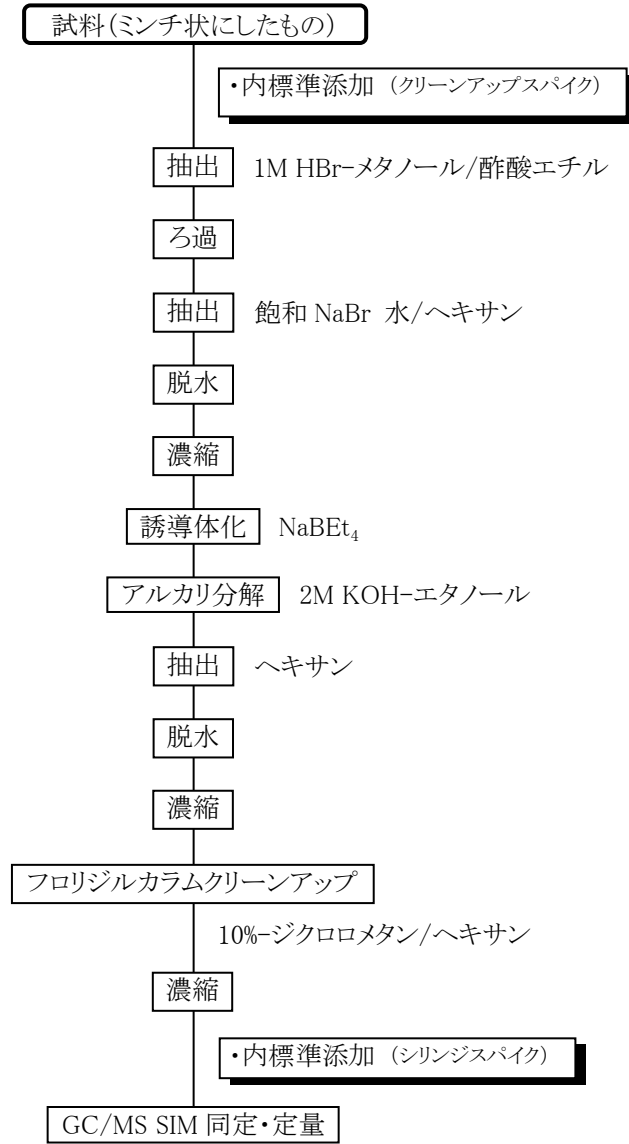 試料(ミンチ状にしたもの)
・内標準添加 (クリーンアップスパイク)
抽出 1M HBr-メタノール/酢酸エチル
ろ過
抽出 飽和 NaBr 水/ヘキサン
脱水
濃縮
誘導体化 NaBEt₄
アルカリ分解 2M KOH-エタノール
抽出 ヘキサン
脱水
濃縮
フロリジルカラムクリーンアップ
10%-ジクロロメタン/ヘキサン
濃縮
・内標準添加 (シリンジスパイク)
GC/MS SIM 同定・定量